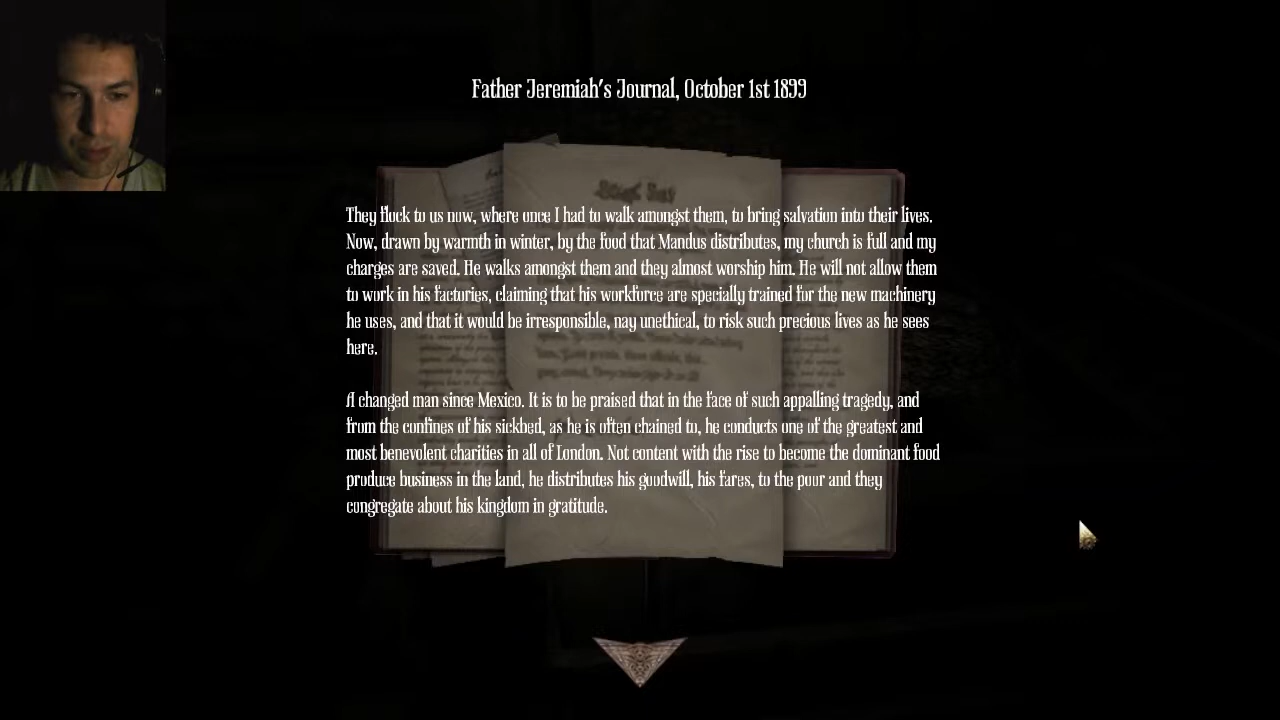 Father Jeremiah's Journal, October 1st 1899
They flock to us now, where once I had to walk amongst them, to bring salvation into their lives.
Now, drawn by warmth in winter, by the food that Mandus distributes, my church is full and my
charges are saved. He walks amongst them and they almost worship him. He will not allow them
to work in his factories, claiming that his workforce are specially trained for the new machinery
he uses, and that it would be irresponsible, nay unethical, to risk such precious lives as he sees
here.
A changed man since Mexico. It is to be praised that in the face of such appalling tragedy, and
from the confines of his sickbed, as he is often chained to, he conducts one of the greatest and
most benevolent charities in all of London. Not content with the rise to become the dominant food
produce business in the land, he distributes his goodwill, his fares, to the poor and they
congregate about his kingdom in gratitude.